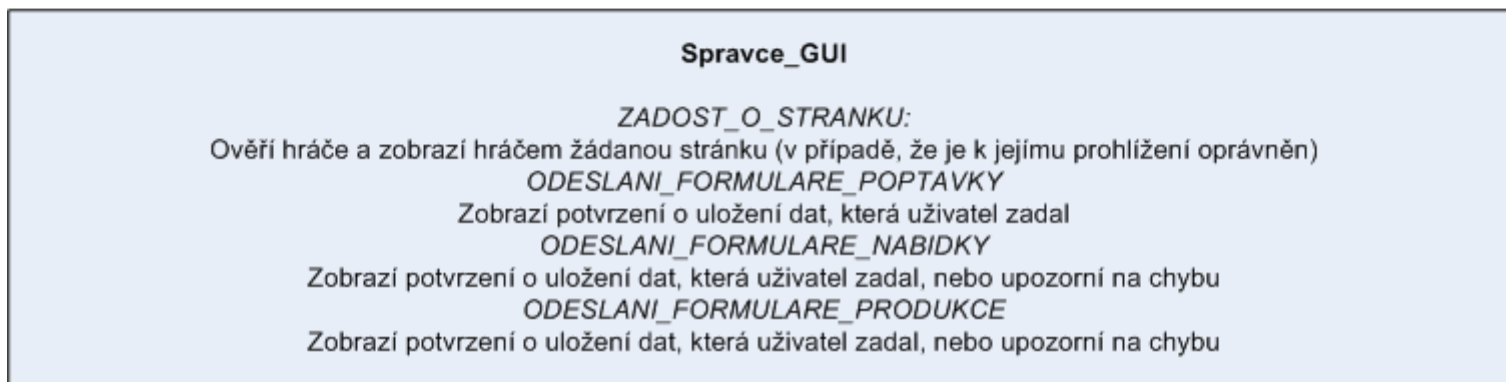 Spravce_GUI
ZADOST_O_STRANKU:
Ověří hráče a zobrazí hráčem žádanou stránku (v případě, že je k jejímu prohlížení oprávněn)
ODESLANI_FORMULARE_POPTAVKY
Zobrazí potvrzení o uložení dat, která uživatel zadal
ODESLANI_FORMULARE_NABIDKY
Zobrazí potvrzení o uložení dat, která uživatel zadal, nebo upozorní na chybu
ODESLANI_FORMULARE_PRODUKCE
Zobrazí potvrzení o uložení dat, která uživatel zadal, nebo upozorní na chybu